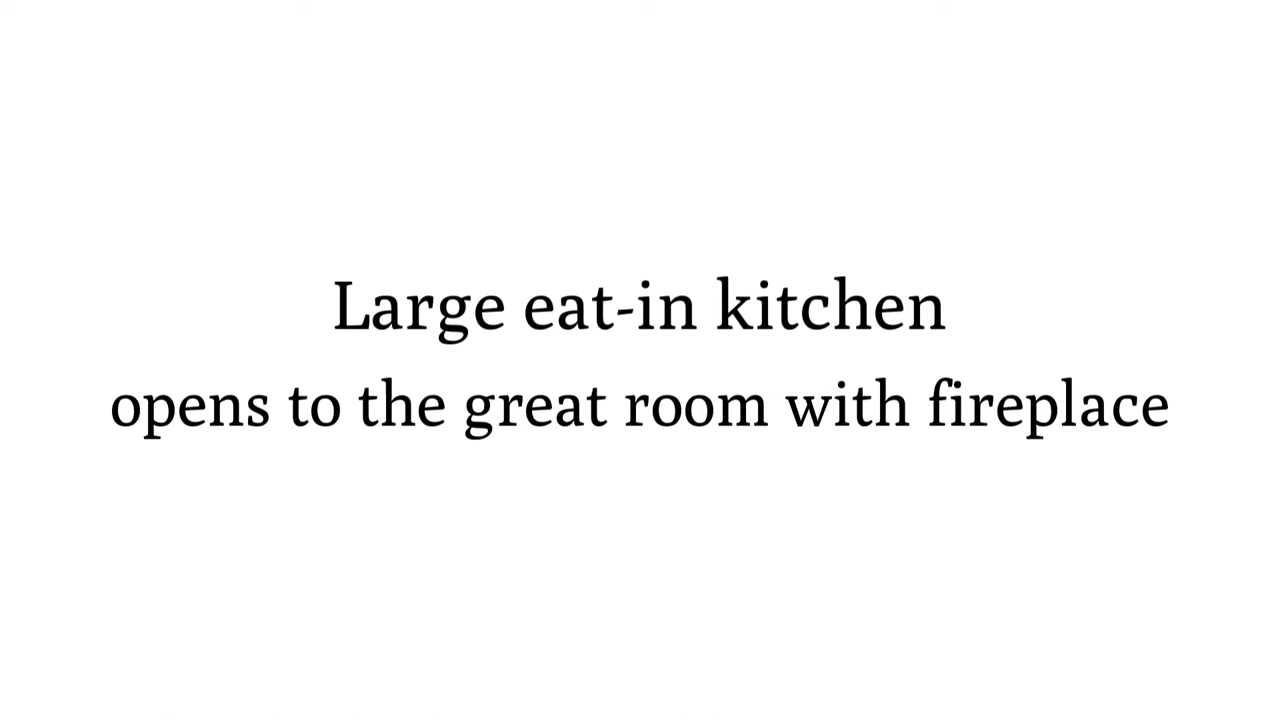 Large eat-in kitchen
opens to the great room with fireplace